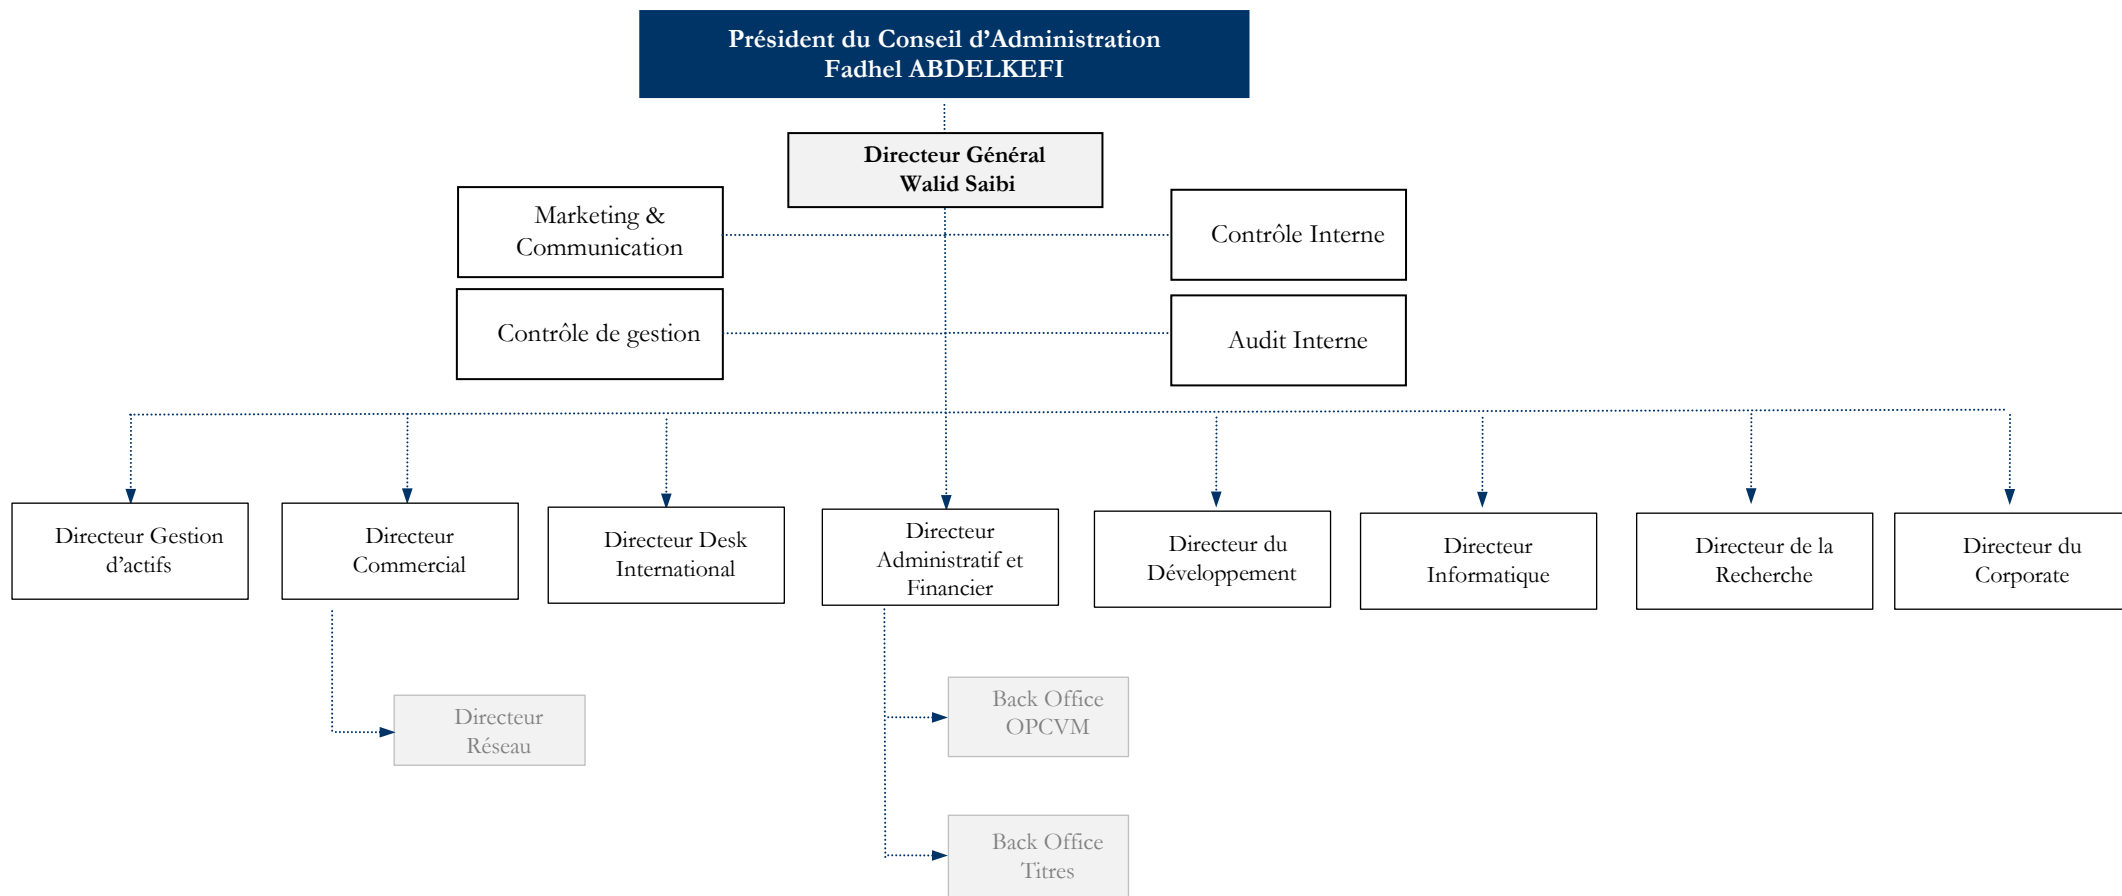 Président du Conseil d’Administration
Fadhel ABDELKEFI
Directeur Général
Walid Saibi
Marketing &
Communication
Contrôle Interne
Contrôle de gestion
Audit Interne
Directeur Gestion
d’actifs
Directeur
Commercial
Directeur Desk
International
Directeur
Administratif et
Financier
Directeur du
Développement
Directeur
Informatique
Directeur de la
Recherche
Directeur du
Corporate
Directeur
Réseau
Back Office
OPCVM
Back Office
Titres